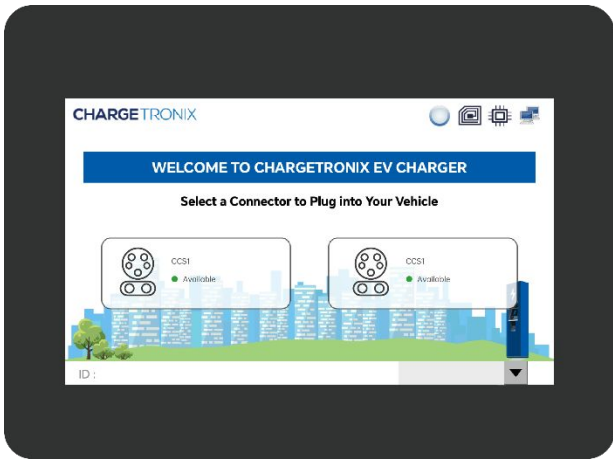 CHARGETRONIX
WELCOME TO CHARGETRONIX EV CHARGER
Select a Connector to Plug into Your Vehicle
CCS1
Available
CCS1
Available
ID :